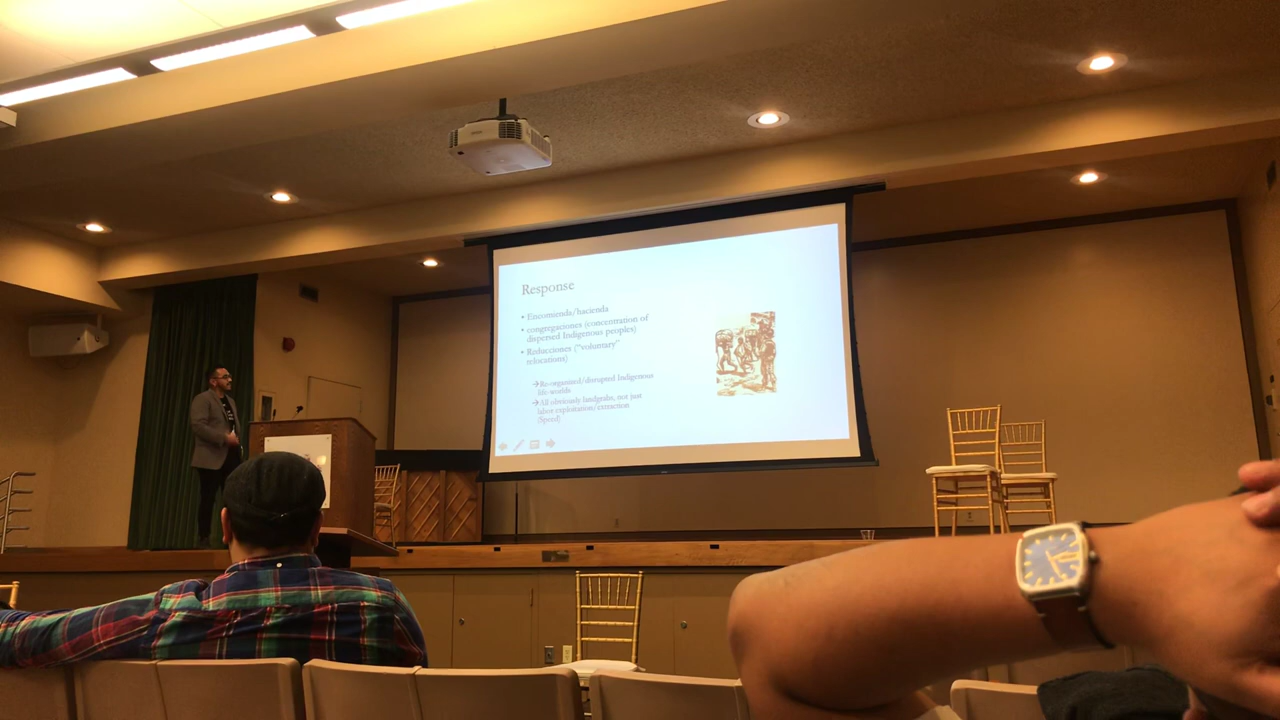 Response
• Encomienda/hacienda
• congregaciones (concentration of
dispersed Indigenous peoples)
• Reducciones ("voluntary"
relocations)
→Re-organized/disrupted Indigenous
life-worlds
→All obviously landgrabs, not just
labor exploitation/extraction
(Speed)